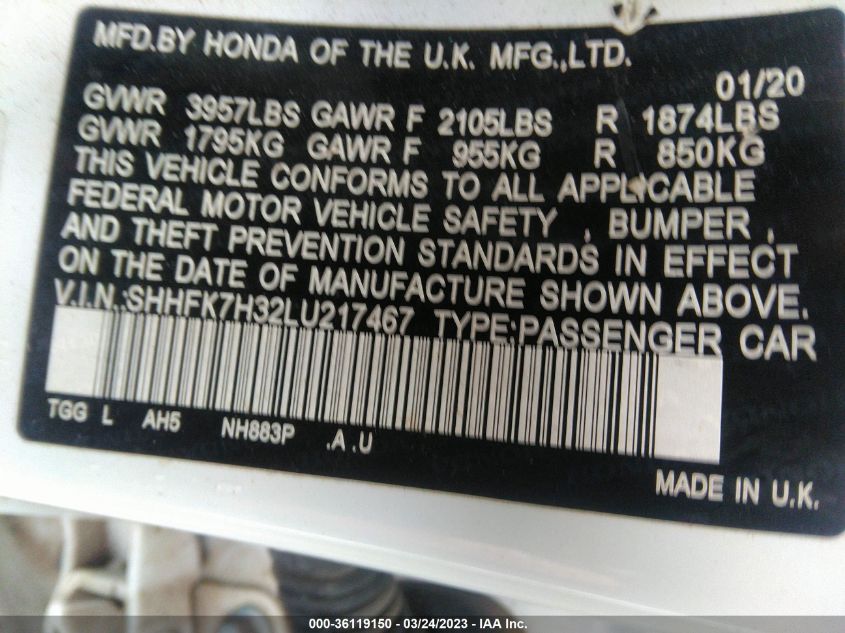 MFD.BY HONDA OF THE U.K. MFG.,LTD.
01/20
GVWR 3957LBS GAWR F 2105LBS R 1874LBS
GVWR 1795KG GAWR F 955KG R 850KG
THIS VEHICLE CONFORMS TO ALL APPLICABLE
FEDERAL MOTOR VEHICLE SAFETY , BUMPER ,
AND THEFT PREVENTION STANDARDS IN EFFECT
ON THE DATE OF MANUFACTURE SHOWN ABOVE.
V.I.N.:SHHFK7H32LU217467 TYPE:PASSENGER CAR
TGG L AH5 NH883P .A .U
MADE IN U.K.
000-36119150 - 03/24/2023 - IAA Inc.